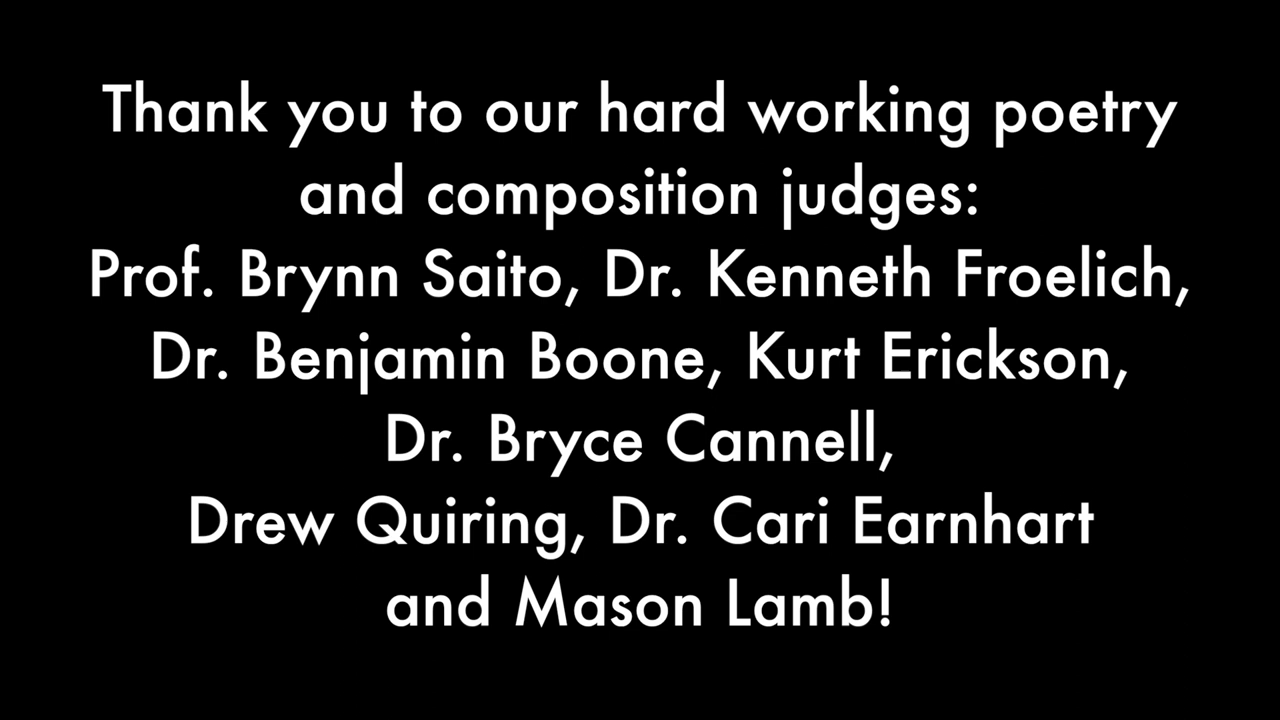 Thank you to our hard working poetry
and composition judges:
Prof. Brynn Saito, Dr. Kenneth Froelich,
Dr. Benjamin Boone, Kurt Erickson,
Dr. Bryce Cannell,
Drew Quiring, Dr. Cari Earnhart
and Mason Lamb!